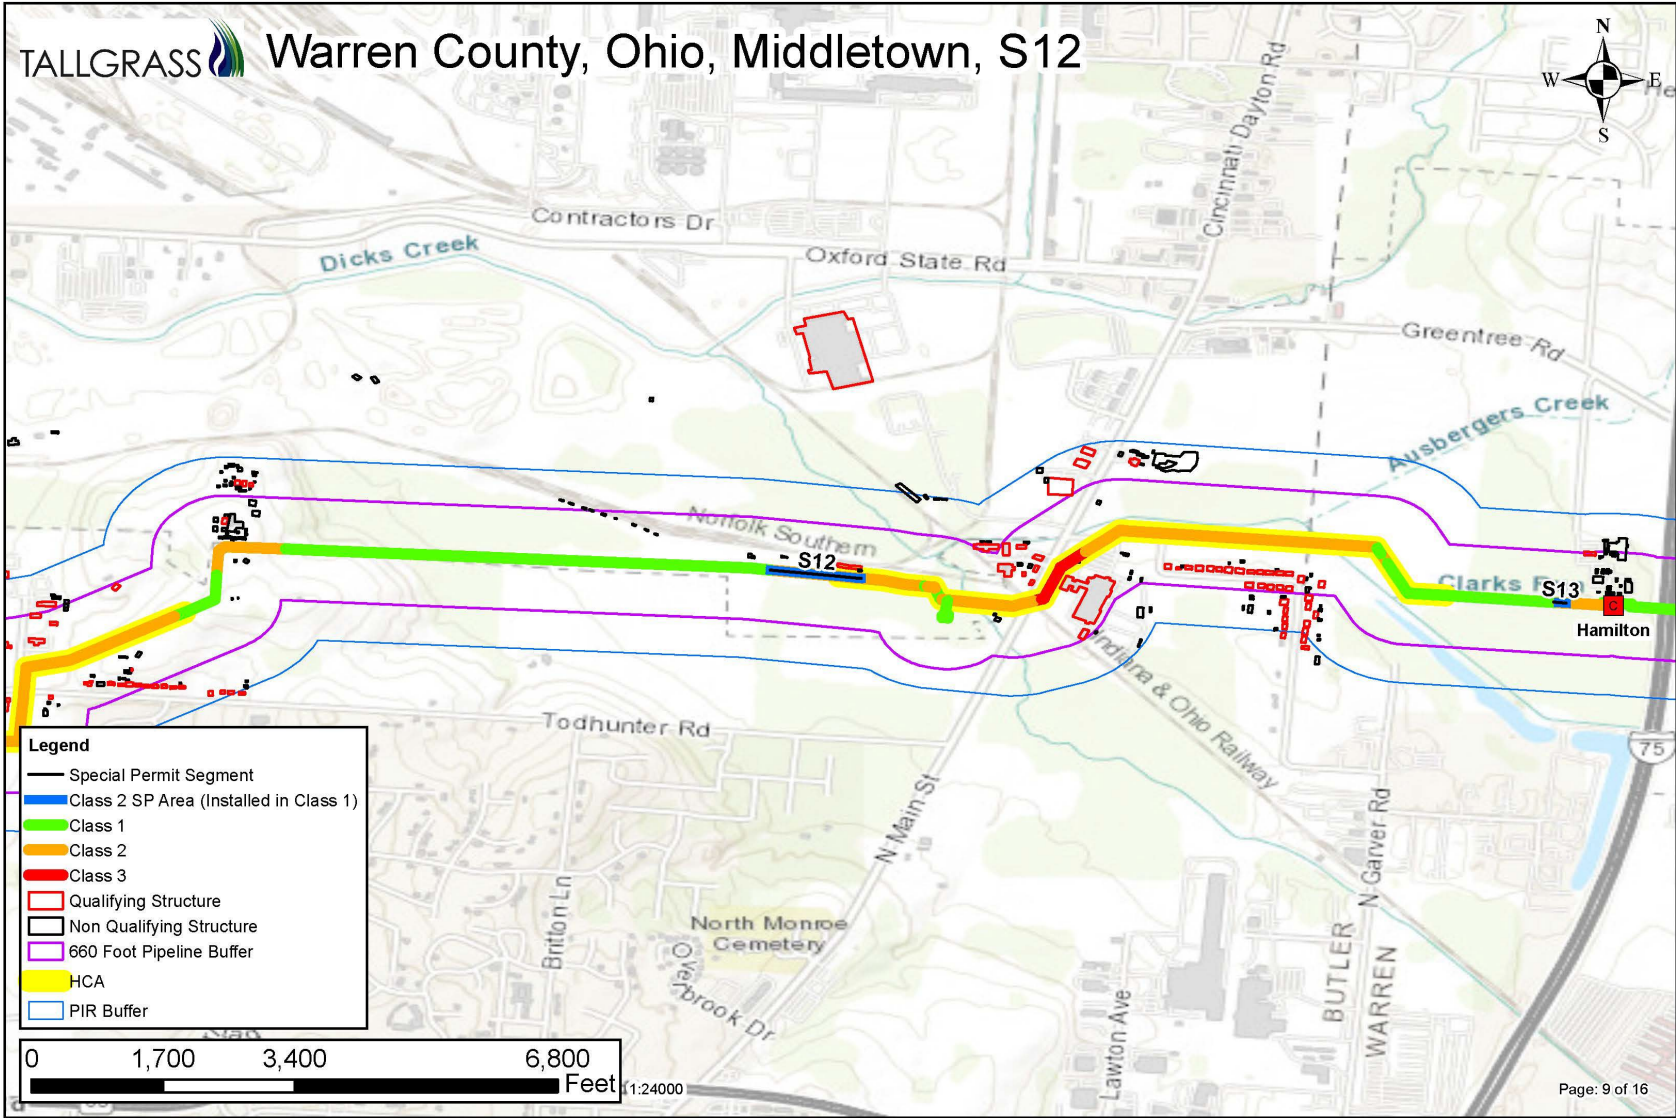 TALLGRASS
Warren County, Ohio, Middletown, S12
N
W
E
S
Cincinnati Dayton Rd
Contractors Dr
Dicks Creek
Oxford State Rd
Greentree Rd
Ausbergers Creek
Norfolk Southern
S12
Clarks F
S13
C
Hamilton
Indiana & Ohio Railway
Todhunter Rd
75
N Main St
N Garver Rd
Britton Ln
North Monroe
Cemetery
Overbrook Dr
BUTLER
WARREN
Lawton Ave
Legend
Special Permit Segment
Class 2 SP Area (Installed in Class 1)
Class 1
Class 2
Class 3
Qualifying Structure
Non Qualifying Structure
660 Foot Pipeline Buffer
HCA
PIR Buffer
0
1,700
3,400
6,800
Feet
1:24000
Page: 9 of 16